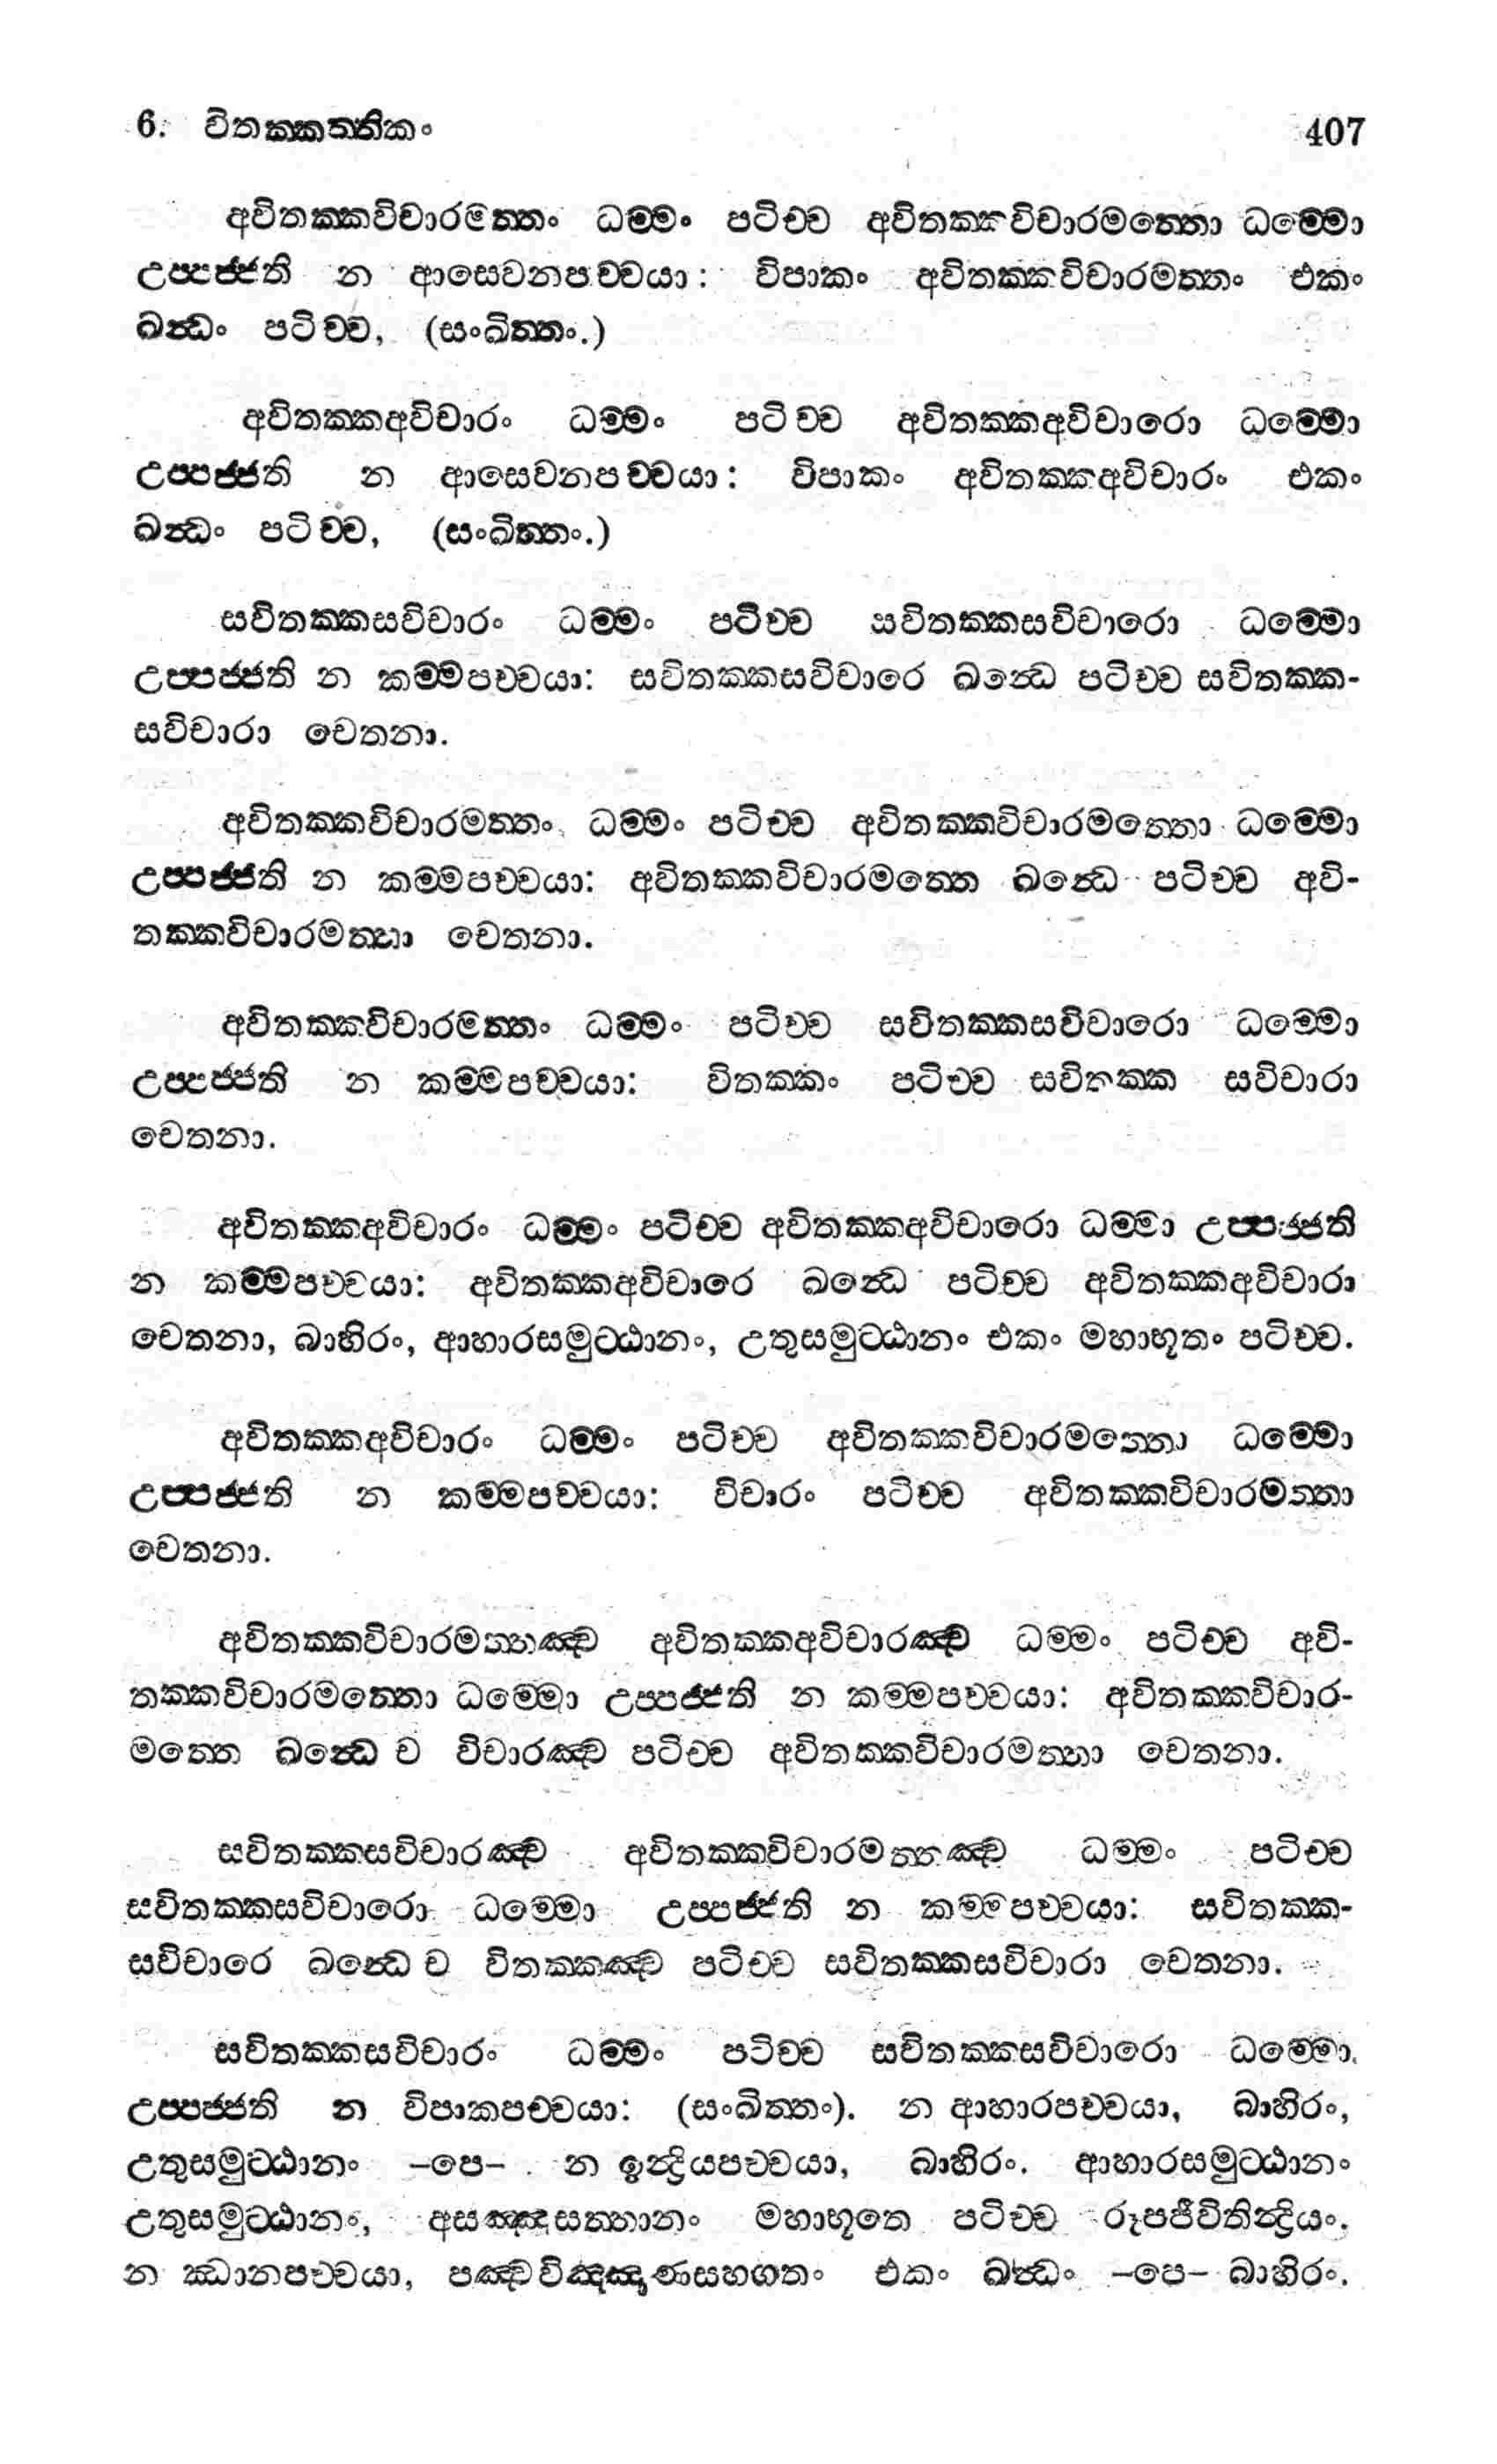 6. විතක්කත්තිකං 407
අවිතක්කවිචාරමත්තං ධම්මං පටිච්ච අවිතක්කවිචාරමත්තො ධම්මො
උප්පජ්ජති න ආසෙවනපච්චයා: විපාකං අවිතක්කවිචාරමත්තං එකං
ඛන්ධං පටිච්ච, (සංඛිත්තං.)
අවිතක්කඅවිචාරං ධම්මං පටිච්ච අවිතක්කඅවිචාරො ධම්මො
උප්පජ්ජති න ආසෙවනපච්චයා: විපාකං අවිතක්කඅවිචාරං එකං
ඛන්ධං පටිච්ච, (සංඛිත්තං.)
සවිතක්කසවිචාරං ධම්මං පටිච්ච සවිතක්කසවිචාරො ධම්මො
උප්පජ්ජති න කම්මපච්චයා: සවිතක්කසවිචාරෙ ඛන්ධෙ පටිච්ච සවිතක්ක-
සවිචාරා චෙතනා.
අවිතක්කවිචාරමත්තං ධම්මං පටිච්ච අවිතක්කවිචාරමත්තො ධම්මො
උප්පජ්ජති න කම්මපච්චයා: අවිතක්කවිචාරමත්තෙ ඛන්ධෙ පටිච්ච අවි-
තක්කවිචාරමත්තා චෙතනා.
අවිතක්කවිචාරමත්තං ධම්මං පටිච්ච සවිතක්කසවිචාරො ධම්මො
උප්පජ්ජති න කම්මපච්චයා: විතක්කං පටිච්ච සවිතක්ක සවිචාරා
චෙතනා.
අවිතක්කඅවිචාරං ධම්මං පටිච්ච අවිතක්කඅවිචාරො ධම්මා උප්පජ්ජති
න කම්මපච්චයා: අවිතක්කඅවිචාරෙ ඛන්ධෙ පටිච්ච අවිතක්කඅවිචාරා
චෙතනා, බාහිරං, ආහාරසමුට්ඨානං, උතුසමුට්ඨානං එකං මහාභූතං පටිච්ච.
අවිතක්කඅවිචාරං ධම්මං පටිච්ච අවිතක්කවිචාරමත්තො ධම්මො
උප්පජ්ජති න කම්මපච්චයා: විචාරං පටිච්ච අවිතක්කවිචාරමත්තා
චෙතනා.
අවිතක්කවිචාරමත්තඤ්ච අවිතක්කඅවිචාරඤ්ච ධම්මං පටිච්ච අවි-
තක්කවිචාරමත්තො ධම්මො උප්පජ්ජති න කම්මපච්චයා: අවිතක්කවිචාර-
මත්තෙ ඛන්ධෙ ච විචාරඤ්ච පටිච්ච අවිතක්කවිචාරමත්තා චෙතනා.
සවිතක්කසවිචාරඤ්ච අවිතක්කවිචාරමත්තඤ්ච ධම්මං පටිච්ච
සවිතක්කසවිචාරො ධම්මො උප්පජ්ජති න කම්මපච්චයා: සවිතක්ක-
සවිචාරෙ ඛන්ධෙ ච විතක්කඤ්ච පටිච්ච සවිතක්කසවිචාරා චෙතනා.
සවිතක්කසවිචාරං ධම්මං පටිච්ච සවිතක්කසවිචාරො ධම්මො
උප්පජ්ජති න විපාකපච්චයා: (සංඛිත්තං). න ආහාරපච්චයා, බාහිරං,
උතුසමුට්ඨානං –පෙ– න ඉන්ද්‍රියපච්චයා, බාහිරං. ආහාරසමුට්ඨානං
උතුසමුට්ඨානං, අසඤ්ඤසත්තානං මහාභූතෙ පටිච්ච රූපජීවිතින්ද්‍රියං.
න ඣානපච්චයා, පඤ්චවිඤ්ඤාණසහගතං එකං ඛන්ධං –පෙ– බාහිරං.